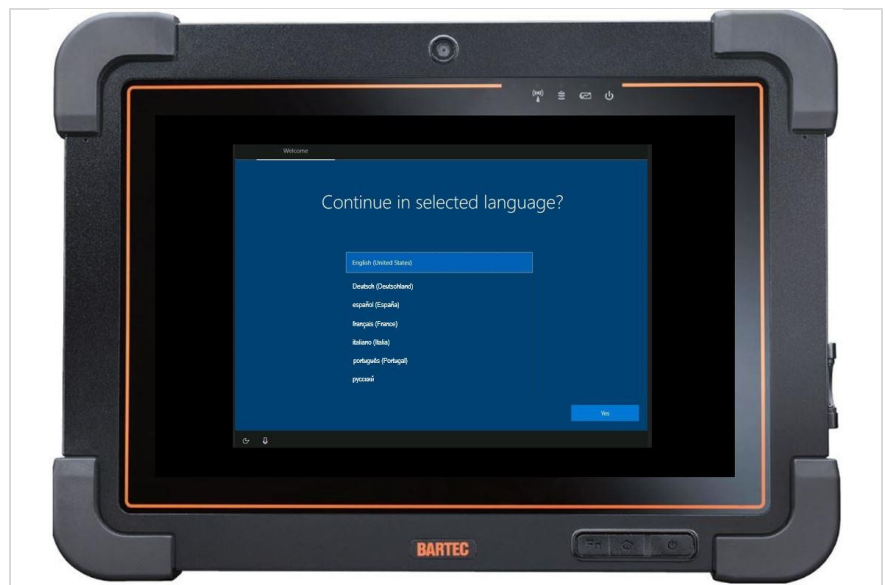 Welcome
Continue in selected language?
English (United States)
Deutsch (Deutschland)
español (España)
français (France)
italiano (Italia)
português (Portugal)
русский
Yes
BARTEC